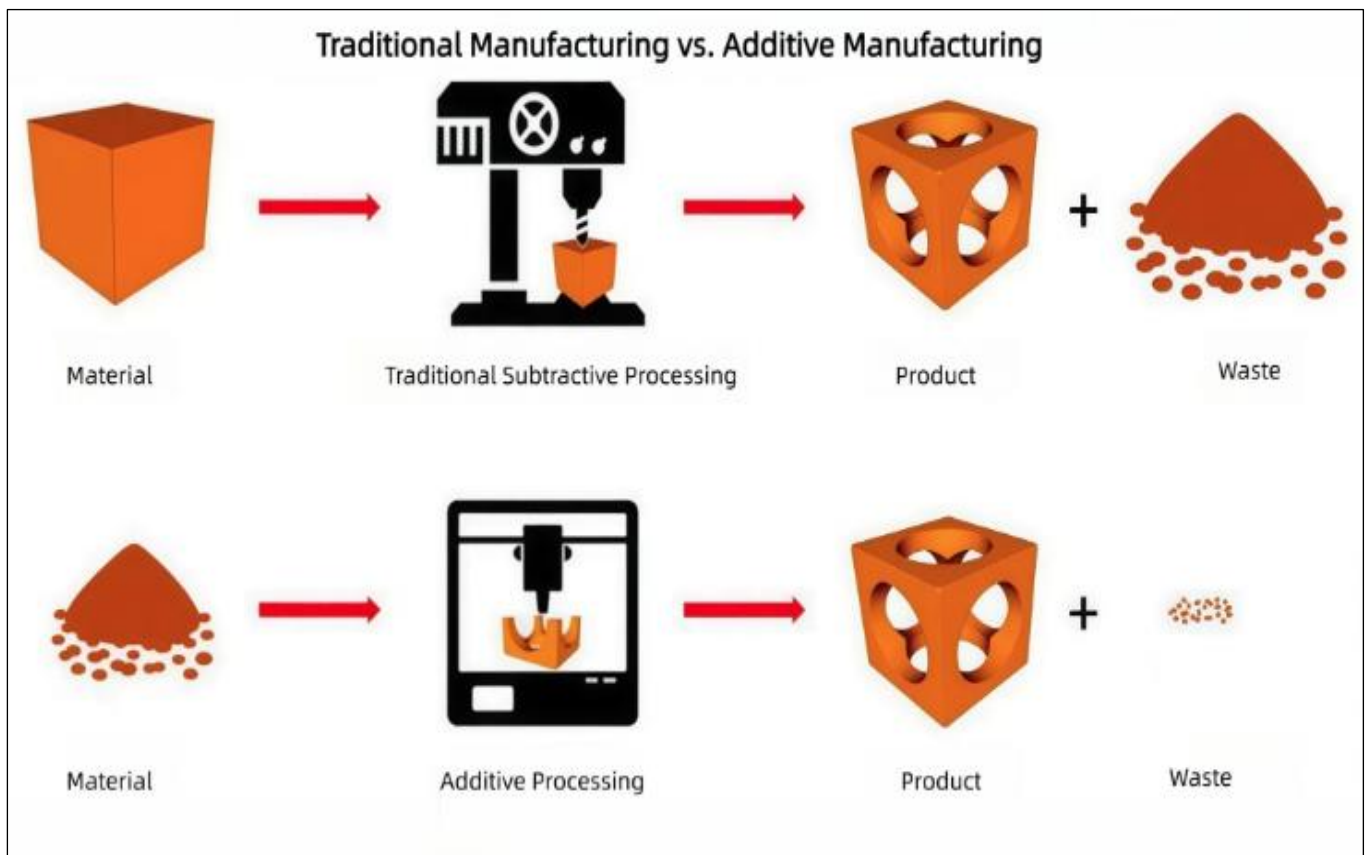 Traditional Manufacturing vs. Additive Manufacturing
Material
Traditional Subtractive Processing
Product
Waste
Material
Additive Processing
Product
Waste